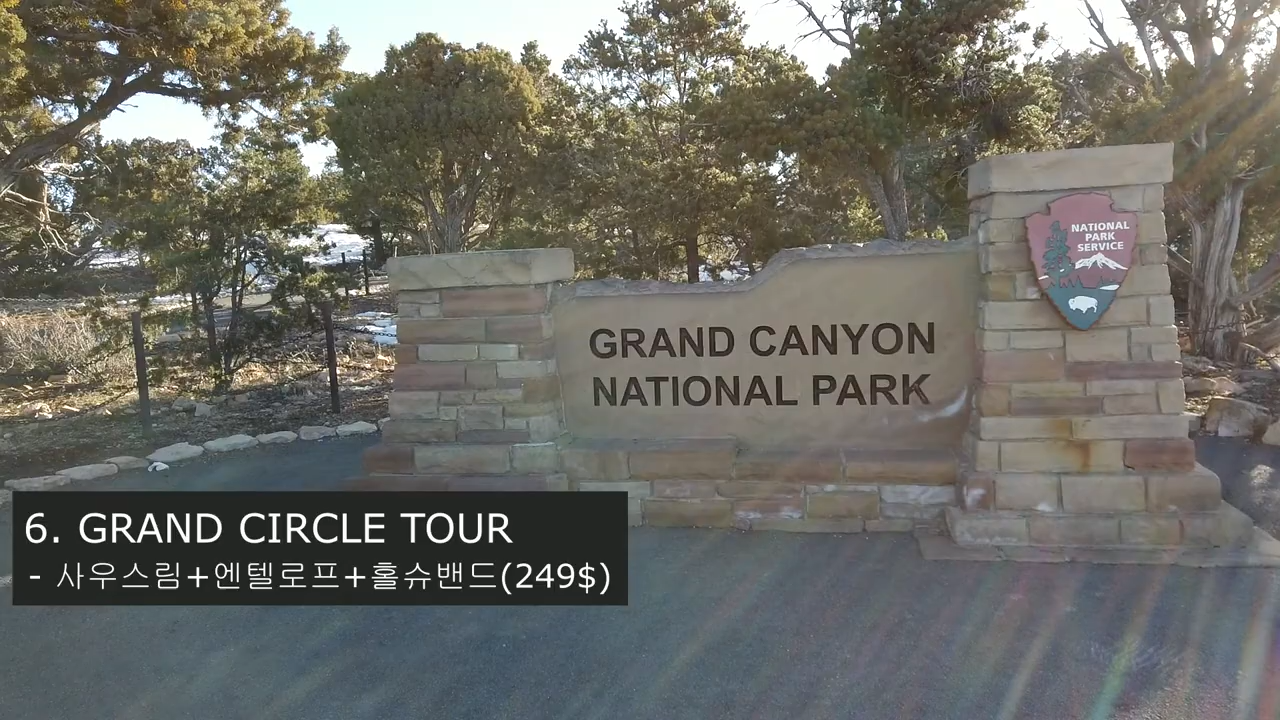 GRAND CANYON
NATIONAL PARK
NATIONAL
PARK
SERVICE
6. GRAND CIRCLE TOUR
- 사우스림+엔텔로프+홀슈밴드(249$)